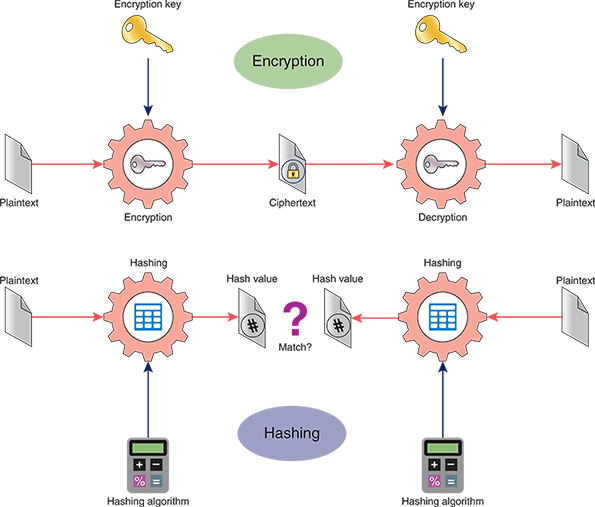 Encryption key
Encryption key
Encryption
Plaintext
Encryption
Ciphertext
Decryption
Plaintext
Plaintext
Hashing
Hash value
Hash value
Hashing
Plaintext
#
?
#
Match?
Hashing
+ −
% =
+ −
% =
Hashing algorithm
Hashing algorithm